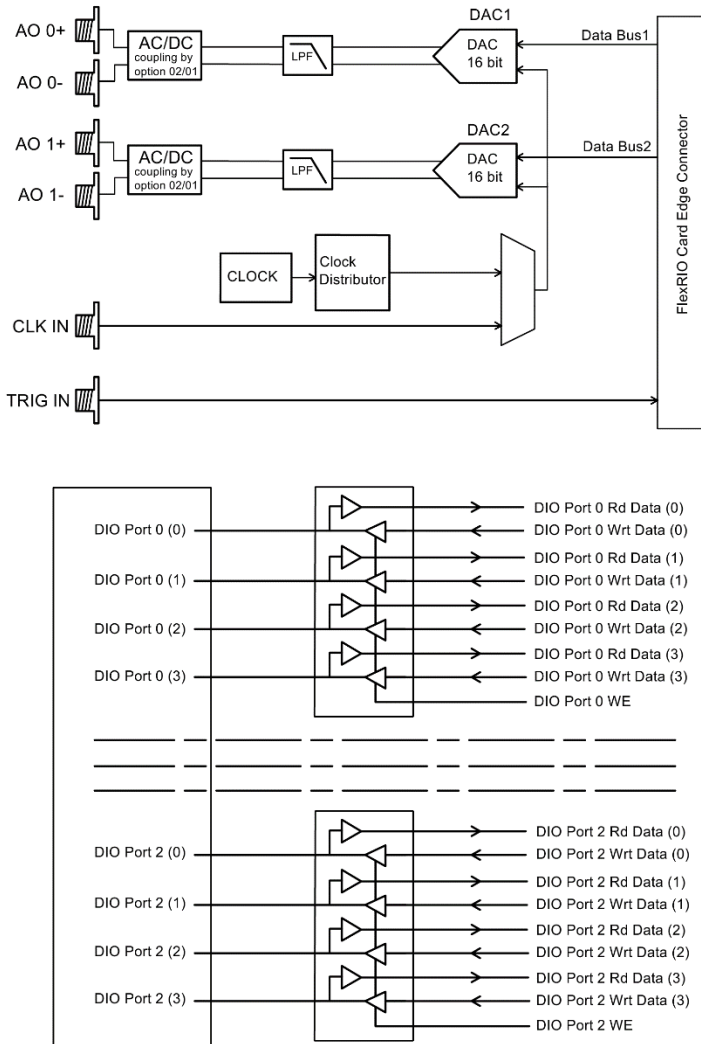 DAC1
AO 0+
AC/DC
coupling by
option 02/01
LPF
DAC
16 bit
Data Bus1
AO 0-
DAC2
AO 1+
AC/DC
coupling by
option 02/01
LPF
DAC
16 bit
Data Bus2
AO 1-
FlexRIO Card Edge Connector
CLOCK
Clock
Distributor
CLK IN
TRIG IN
DIO Port 0 Rd Data (0)
DIO Port 0 (0)
DIO Port 0 Wrt Data (0)
DIO Port 0 Rd Data (1)
DIO Port 0 (1)
DIO Port 0 Wrt Data (1)
DIO Port 0 Rd Data (2)
DIO Port 0 (2)
DIO Port 0 Wrt Data (2)
DIO Port 0 Rd Data (3)
DIO Port 0 (3)
DIO Port 0 Wrt Data (3)
DIO Port 0 WE
DIO Port 2 Rd Data (0)
DIO Port 2 (0)
DIO Port 2 Wrt Data (0)
DIO Port 2 Rd Data (1)
DIO Port 2 (1)
DIO Port 2 Wrt Data (1)
DIO Port 2 Rd Data (2)
DIO Port 2 (2)
DIO Port 2 Wrt Data (2)
DIO Port 2 Rd Data (3)
DIO Port 2 (3)
DIO Port 2 Wrt Data (3)
DIO Port 2 WE